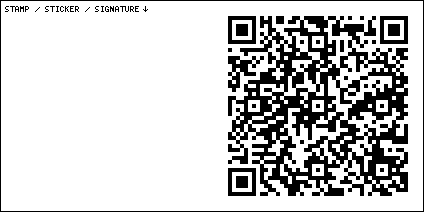 STAMP / STICKER / SIGNATURE ↓